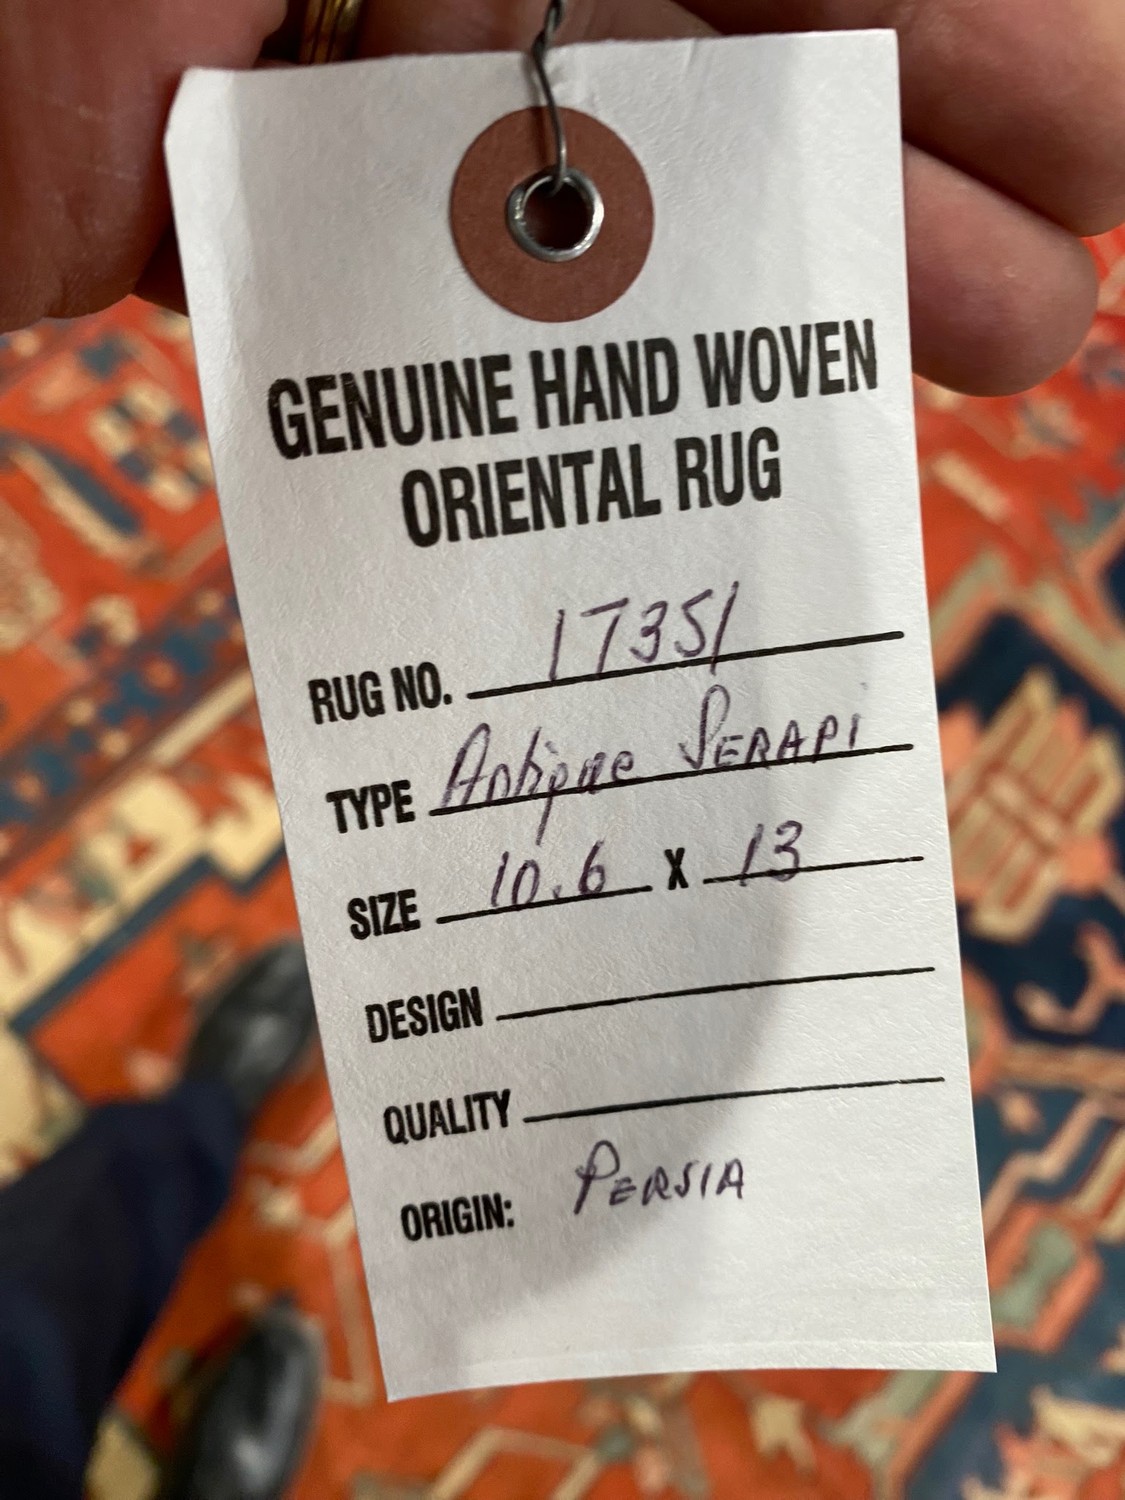 GENUINE HAND WOVEN
ORIENTAL RUG
RUG NO. 17351
TYPE Antique SERAPI
SIZE 10.6 X 13
DESIGN
QUALITY
ORIGIN: PERSIA